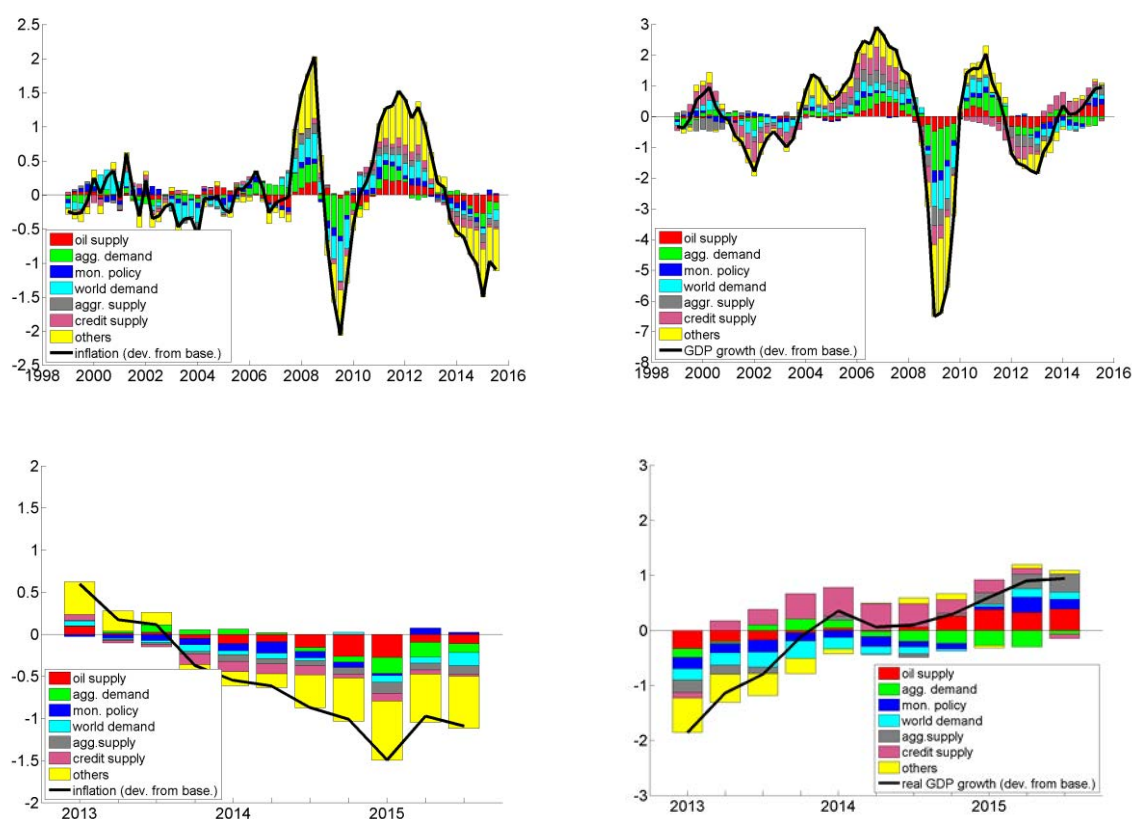 2.5
2
1.5
1
0.5
0
-0.5
-1
-1.5
-2
-2.5
oil supply
agg. demand
mon. policy
world demand
aggr. supply
credit supply
others
inflation (dev. from base.)
1998 2000 2002 2004 2006 2008 2010 2012 2014 2016
3
2
1
0
-1
-2
-3
-4
-5
-6
-7
-8
oil supply
agg. demand
mon. policy
world demand
aggr. supply
credit supply
others
GDP growth (dev. from base.)
1998 2000 2002 2004 2006 2008 2010 2012 2014 2016
2
1.5
1
0.5
0
-0.5
-1
-1.5
-2
oil supply
agg. demand
mon. policy
world demand
agg.supply
credit supply
others
inflation (dev. from base.)
2013 2014 2015
3
2
1
0
-1
-2
-3
oil supply
agg. demand
mon. policy
world demand
agg.supply
credit supply
others
real GDP growth (dev. from base.)
2013 2014 2015